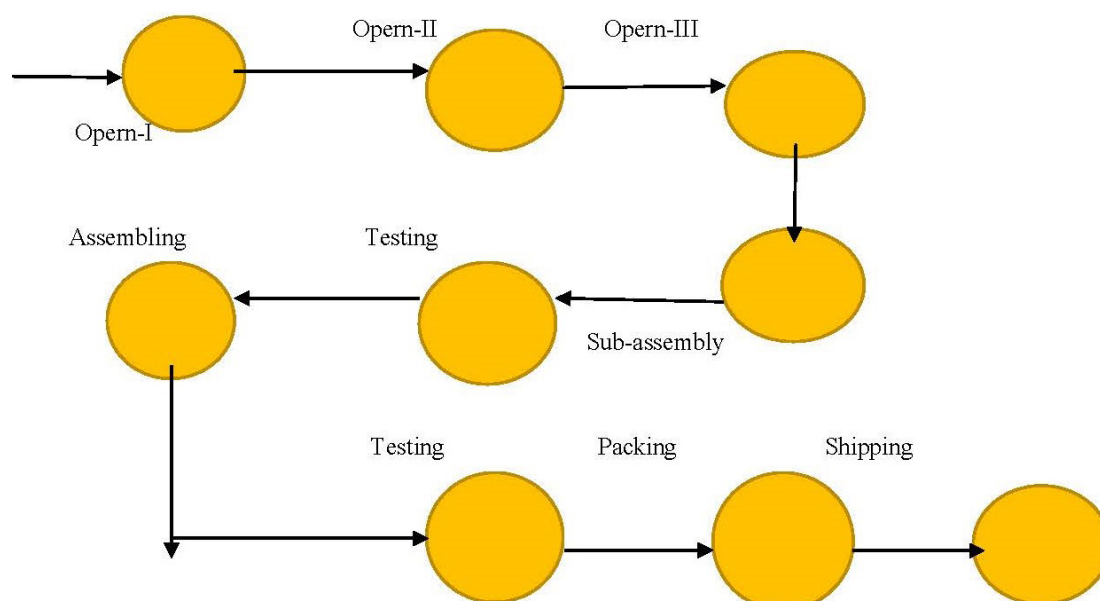 Opern-II
Opern-III
Opern-I
Assembling
Testing
Sub-assembly
Testing
Packing
Shipping